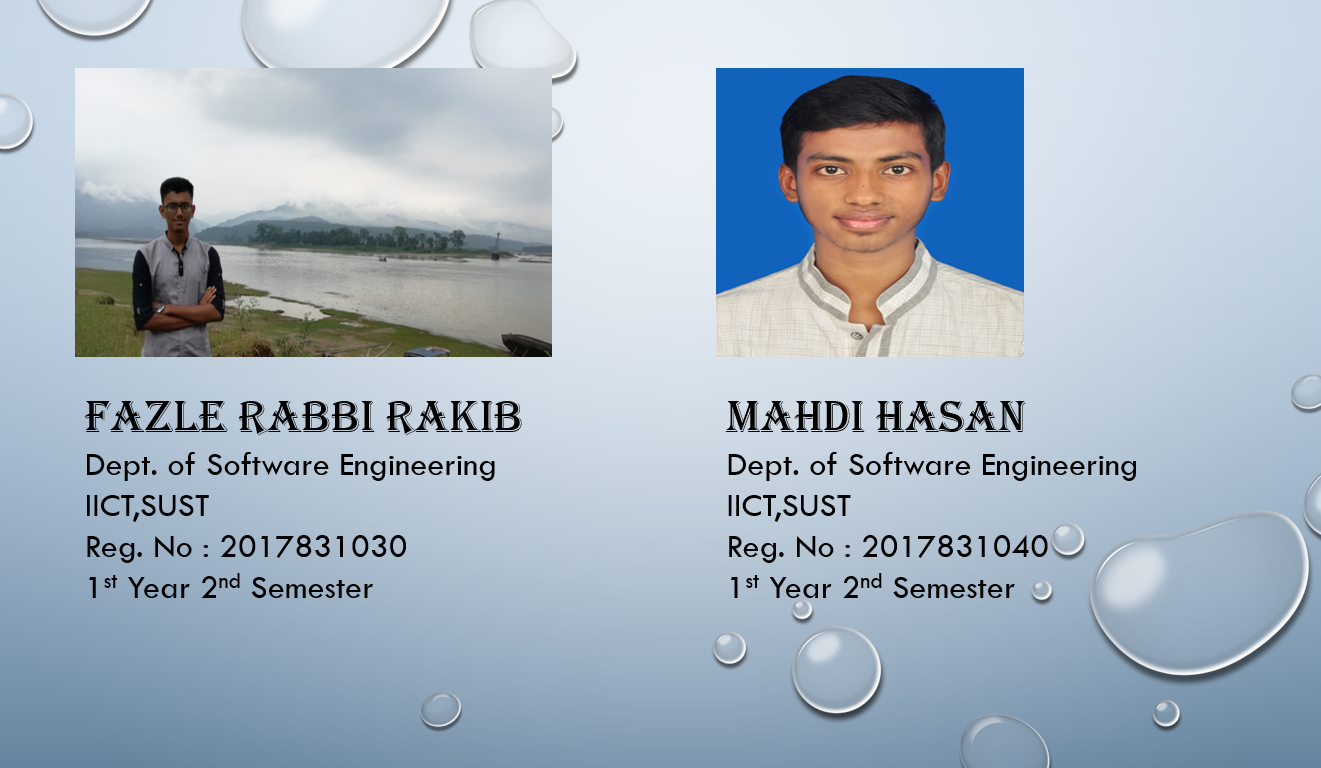 FAZLE RABBI RAKIB
Dept. of Software Engineering
IICT,SUST
Reg. No : 2017831030
1st Year 2nd Semester
MAHDI HASAN
Dept. of Software Engineering
IICT,SUST
Reg. No : 2017831040
1st Year 2nd Semester